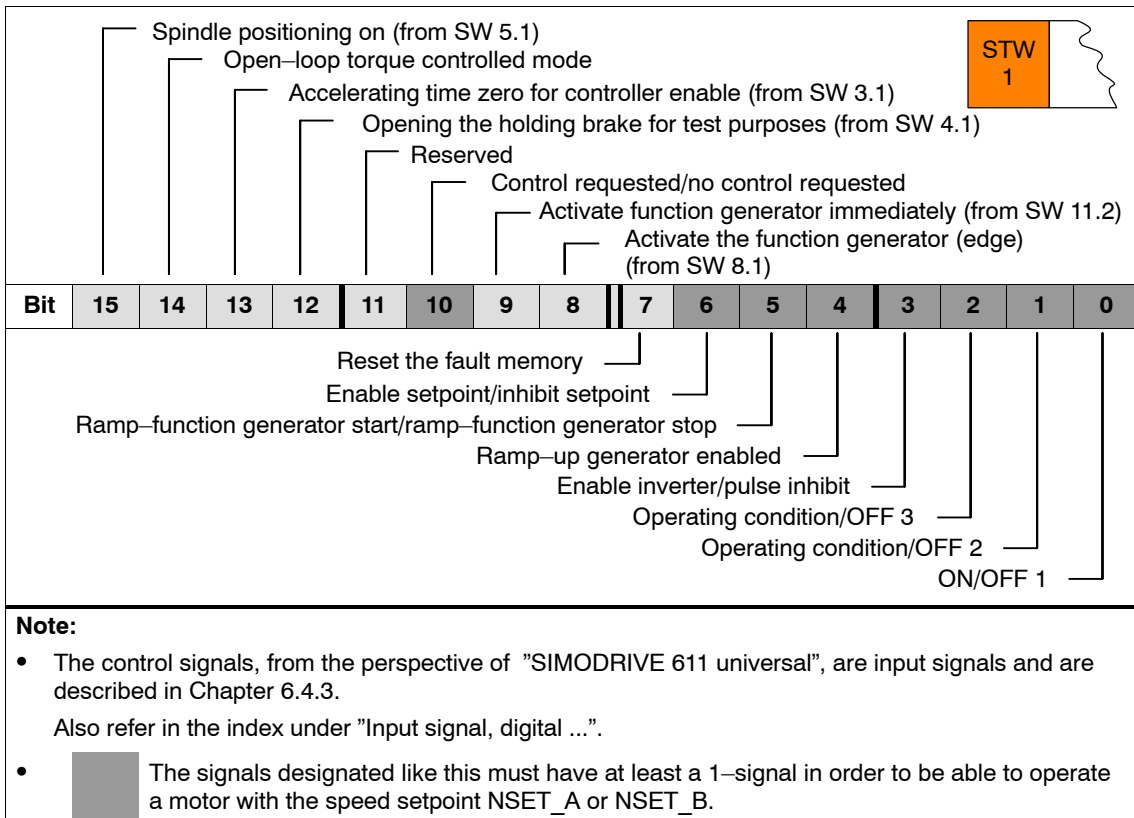 Spindle positioning on (from SW 5.1)
Open–loop torque controlled mode
STW
1
Accelerating time zero for controller enable (from SW 3.1)
Opening the holding brake for test purposes (from SW 4.1)
Reserved
Control requested/no control requested
Activate function generator immediately (from SW 11.2)
Activate the function generator (edge)
(from SW 8.1)
Bit 15 14 13 12 11 10 9 8 7 6 5 4 3 2 1 0
Reset the fault memory
Enable setpoint/inhibit setpoint
Ramp–function generator start/ramp–function generator stop
Ramp–up generator enabled
Enable inverter/pulse inhibit
Operating condition/OFF 3
Operating condition/OFF 2
ON/OFF 1
Note:
• The control signals, from the perspective of ”SIMODRIVE 611 universal”, are input signals and are
described in Chapter 6.4.3.
Also refer in the index under ”Input signal, digital ...”.
• The signals designated like this must have at least a 1–signal in order to be able to operate
a motor with the speed setpoint NSET_A or NSET_B.